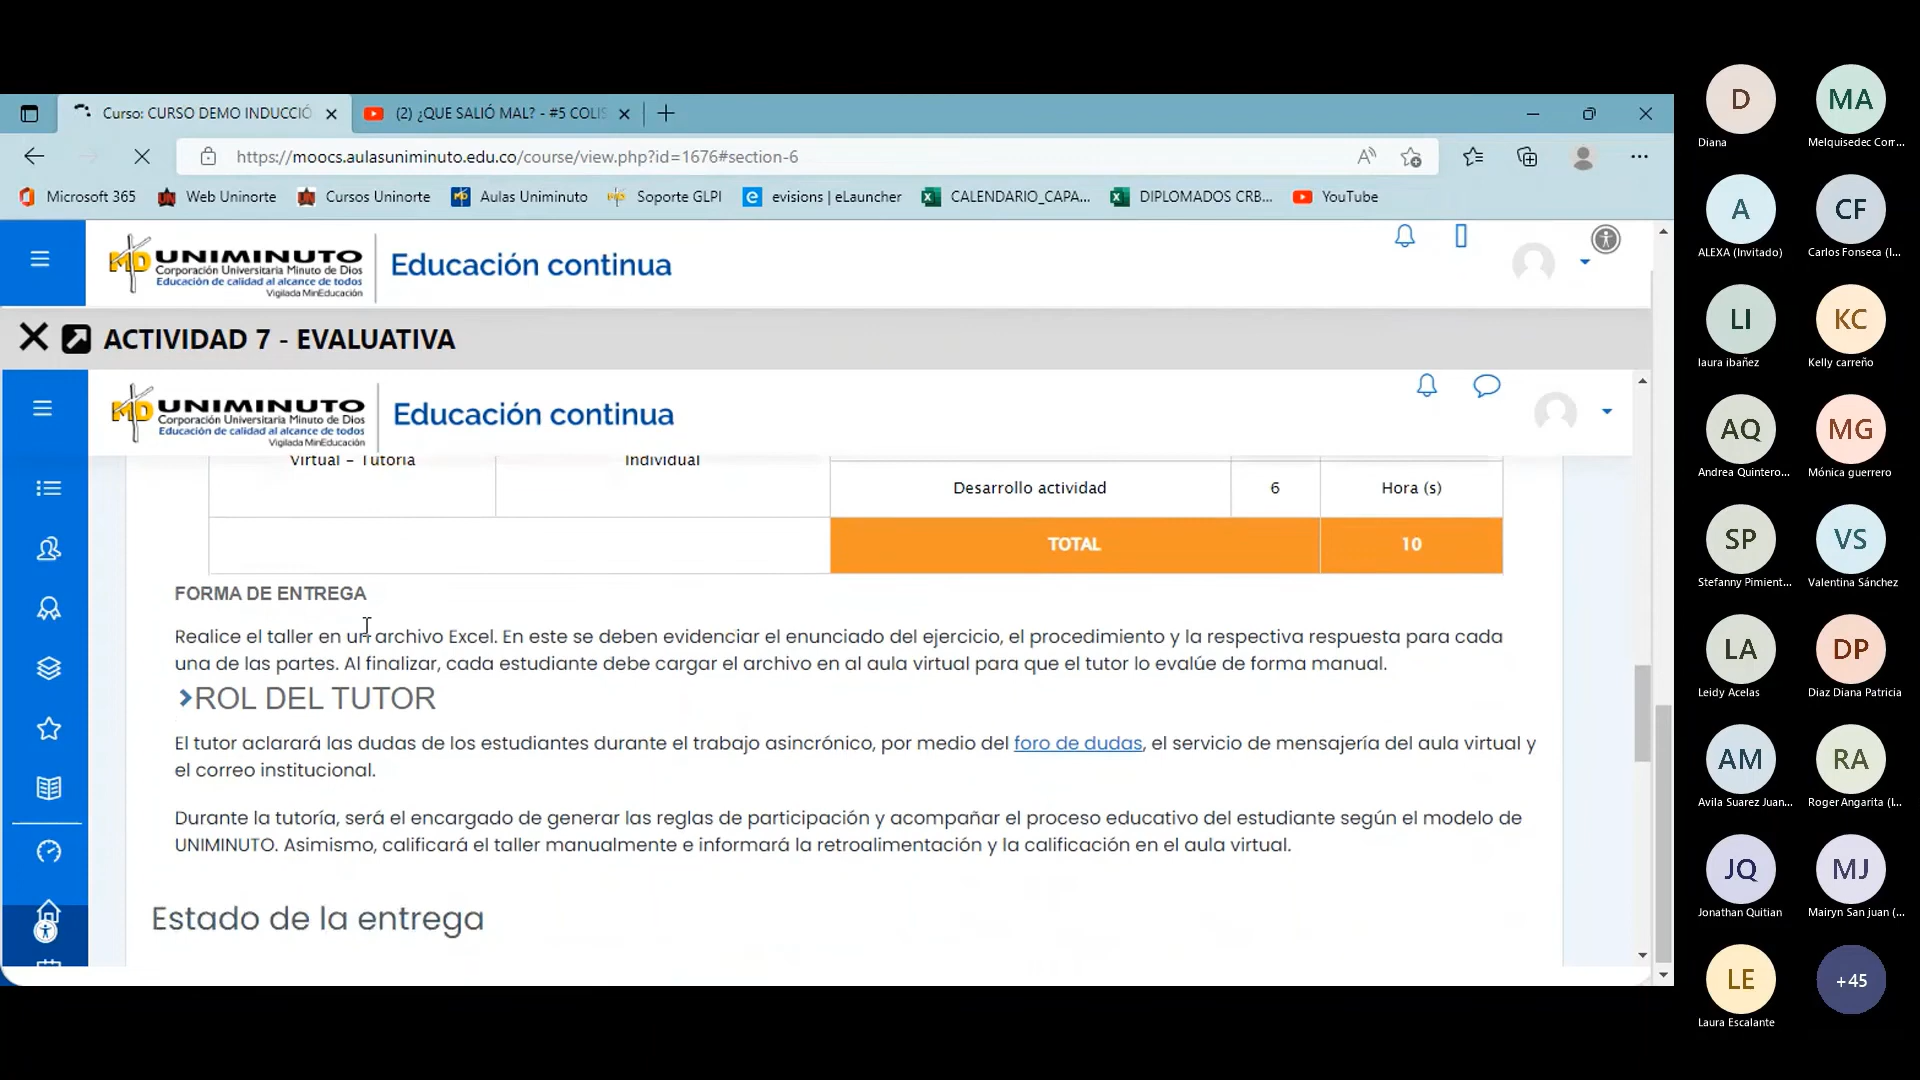 Curso: CURSO DEMO INDUCCIÓ
(2) ¿QUE SALIÓ MAL? - #5 COLIS
https://moocs.aulasuniminuto.edu.co/course/view.php?id=1676#section-6
Microsoft 365
Web Uninorte
Cursos Uninorte
Aulas Uniminuto
Soporte GLPI
evisions | eLauncher
CALENDARIO_CAPA...
DIPLOMADOS CRB...
YouTube
UNIMINUTO
Corporación Universitaria Minuto de Dios
Educación de calidad al alcance de todos
Vigilada MinEducación
Educación continua
ACTIVIDAD 7 - EVALUATIVA
UNIMINUTO
Corporación Universitaria Minuto de Dios
Educación de calidad al alcance de todos
Vigilada MinEducación
Educación continua
Virtual – Tutoría
Individual
Desarrollo actividad
6
Hora (s)
TOTAL
10
FORMA DE ENTREGA
Realice el taller en un archivo Excel. En este se deben evidenciar el enunciado del ejercicio, el procedimiento y la respectiva respuesta para cada
una de las partes. Al finalizar, cada estudiante debe cargar el archivo en al aula virtual para que el tutor lo evalúe de forma manual.
ROL DEL TUTOR
El tutor aclarará las dudas de los estudiantes durante el trabajo asincrónico, por medio del foro de dudas, el servicio de mensajería del aula virtual y
el correo institucional.
Durante la tutoría, será el encargado de generar las reglas de participación y acompañar el proceso educativo del estudiante según el modelo de
UNIMINUTO. Asimismo, calificará el taller manualmente e informará la retroalimentación y la calificación en el aula virtual.
Estado de la entrega
D
Diana
MA
Melquisedec Corr...
A
ALEXA (Invitado)
CF
Carlos Fonseca (I...
LI
laura ibañez
KC
Kelly carreño
AQ
Andrea Quintero...
MG
Mónica guerrero
SP
Stefanny Pimient...
VS
Valentina Sánchez
LA
Leidy Acelas
DP
Diaz Diana Patricia
AM
Avila Suarez Juan...
RA
Roger Angarita (I...
JQ
Jonathan Quitian
MJ
Mairyn San juan (...
LE
Laura Escalante
+45